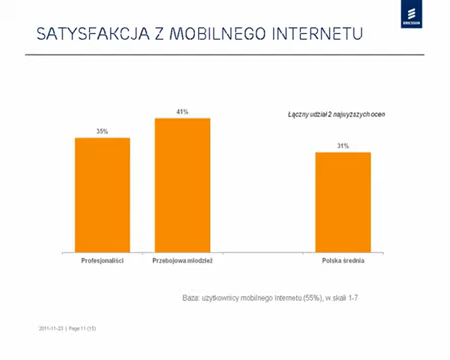 SATYSFAKCJA Z MOBILNEGO INTERNETU
ERICSSON
Łączny udział 2 najwyższych ocen
35%
41%
31%
Profesjonaliści
Przebojowa młodzież
Polska średnia
Baza: użytkownicy mobilnego Internetu (55%), w skali 1-7
2011-11-23 | Page 11 (15)